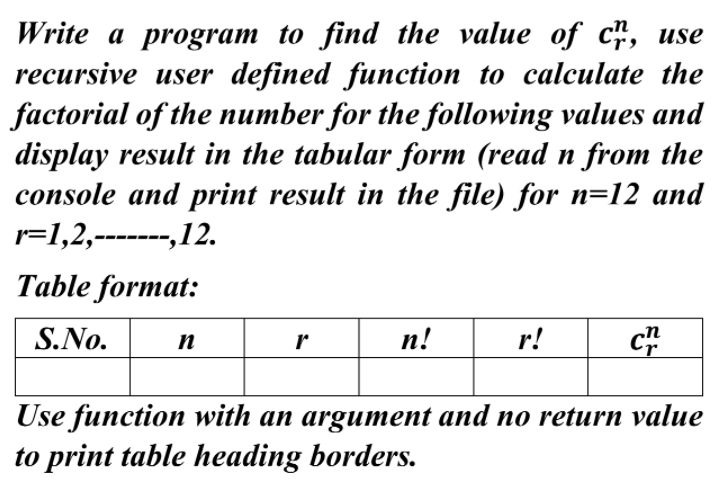 Write a program to find the value of cⁿᵣ, use
recursive user defined function to calculate the
factorial of the number for the following values and
display result in the tabular form (read n from the
console and print result in the file) for n=12 and
r=1,2,-------,12.
Table format:
S.No. n r n! r! cⁿᵣ
Use function with an argument and no return value
to print table heading borders.